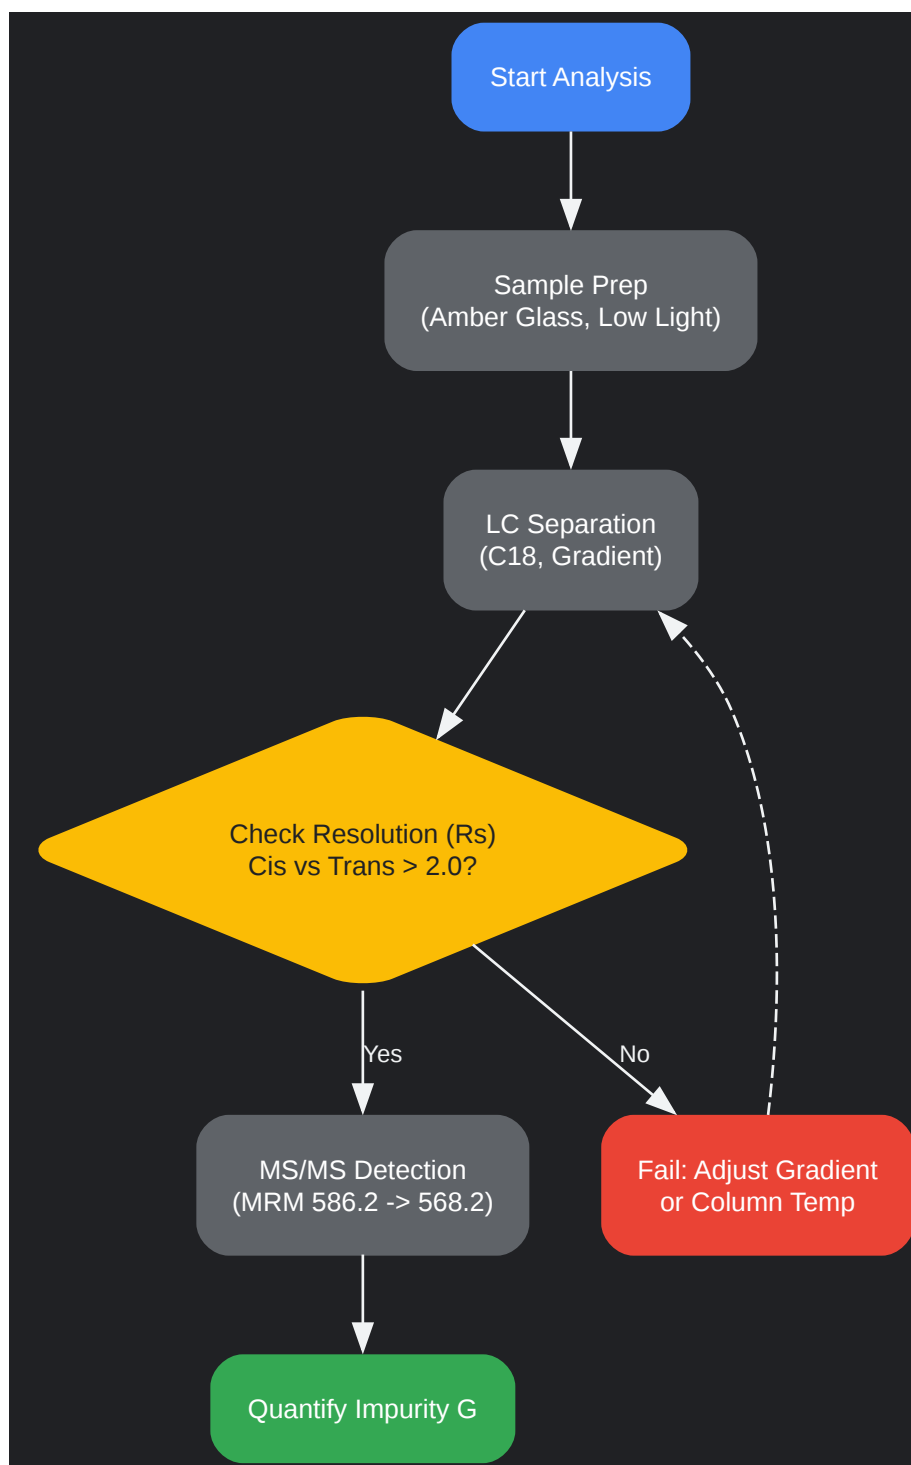 Start Analysis
Sample Prep
(Amber Glass, Low Light)
LC Separation
(C18, Gradient)
Check Resolution (Rs)
Cis vs Trans > 2.0?
Yes
No
MS/MS Detection
(MRM 586.2 -> 568.2)
Fail: Adjust Gradient
or Column Temp
Quantify Impurity G